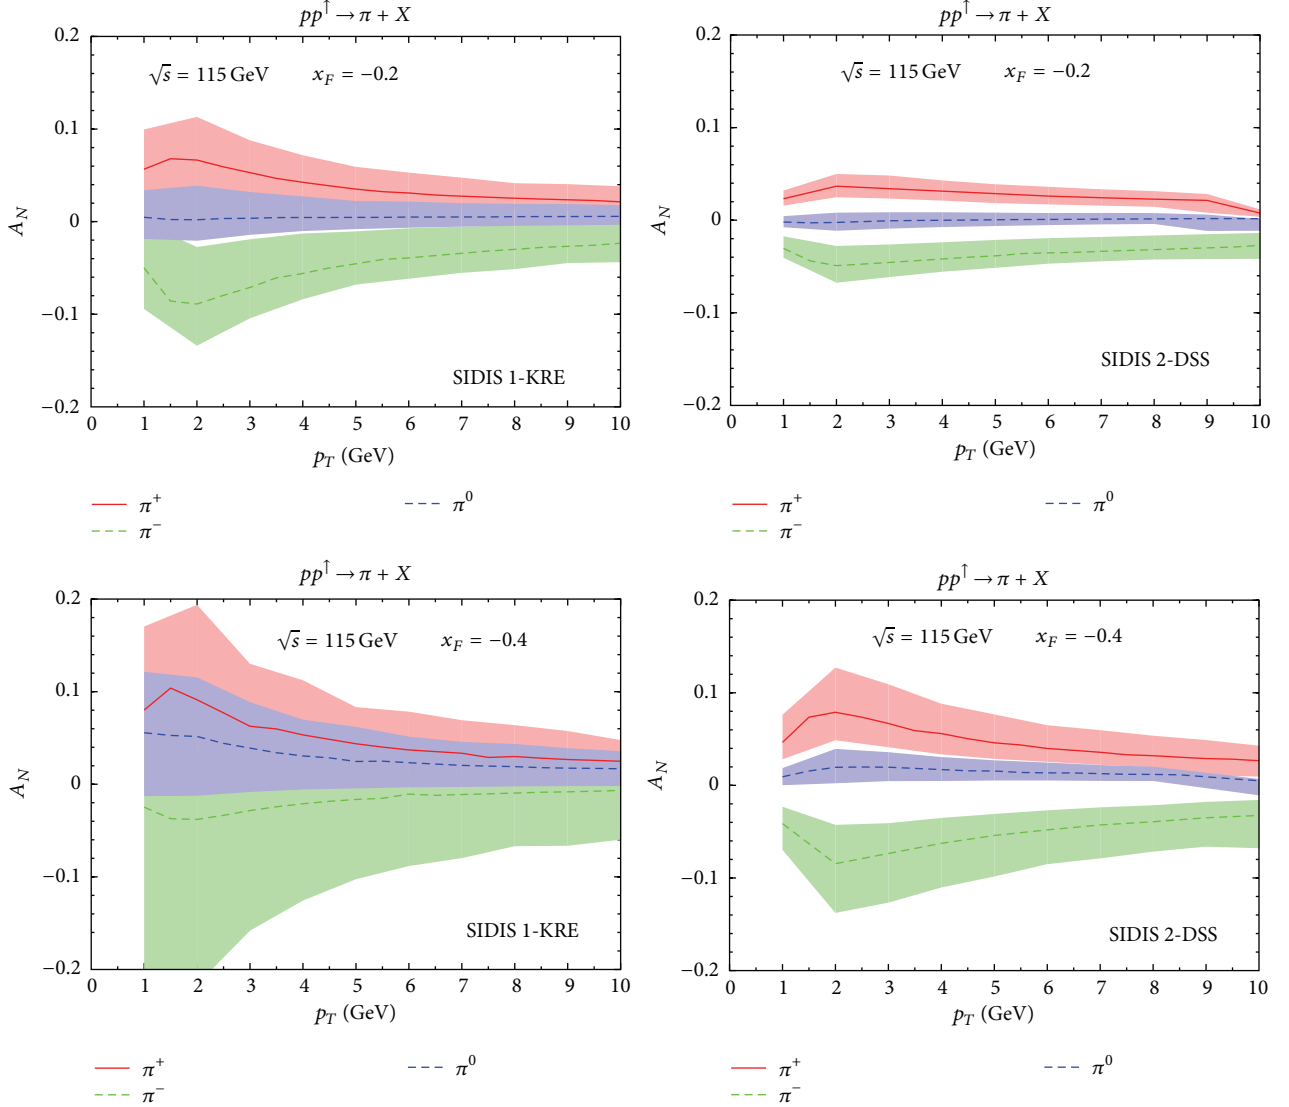 pp↑ → π + X
0.2
√s = 115 GeV x_F = −0.2
0.1
A_N
0
−0.1
SIDIS 1-KRE
−0.2
0 1 2 3 4 5 6 7 8 9 10
p_T (GeV)
π⁺ π⁰
π⁻
pp↑ → π + X
0.2
√s = 115 GeV x_F = −0.2
0.1
A_N
0
−0.1
SIDIS 2-DSS
−0.2
0 1 2 3 4 5 6 7 8 9 10
p_T (GeV)
π⁺ π⁰
π⁻
pp↑ → π + X
0.2
√s = 115 GeV x_F = −0.4
0.1
A_N
0
−0.1
SIDIS 1-KRE
−0.2
0 1 2 3 4 5 6 7 8 9 10
p_T (GeV)
π⁺ π⁰
π⁻
pp↑ → π + X
0.2
√s = 115 GeV x_F = −0.4
0.1
A_N
0
−0.1
SIDIS 2-DSS
−0.2
0 1 2 3 4 5 6 7 8 9 10
p_T (GeV)
π⁺ π⁰
π⁻